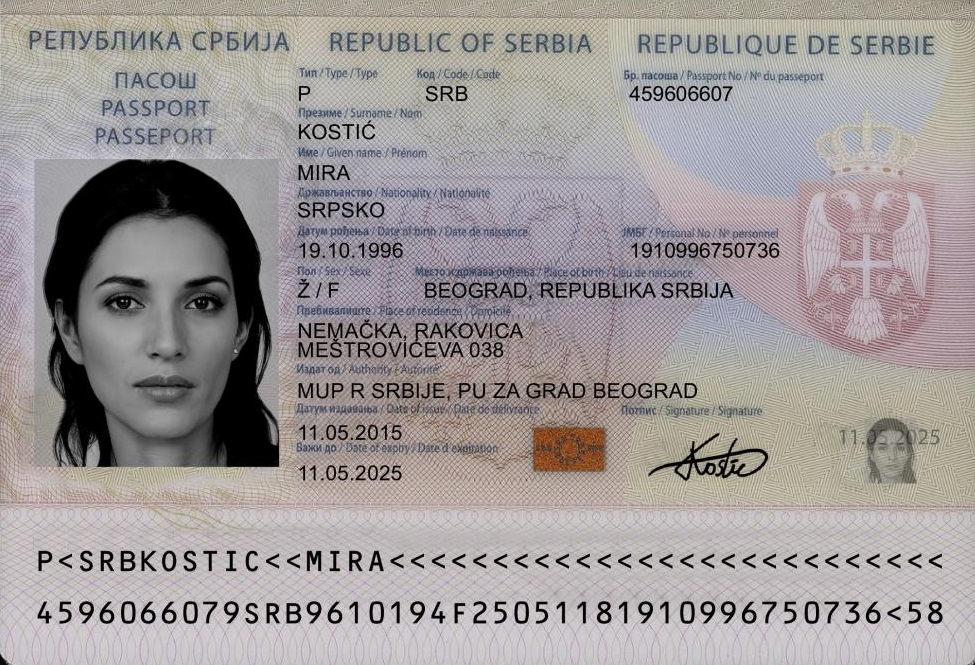 РЕПУБЛИКА СРБИЈА REPUBLIC OF SERBIA REPUBLIQUE DE SERBIE
ПАСОШ
PASSPORT
PASSEPORT
Тип / Type / Type Код / Code / Code Бр. пасоша / Passport No / Nº du passeport
P SRB 459606607
Презиме / Surname / Nom
KOSTIĆ
Име / Given name / Prénom
MIRA
Држављанство / Nationality / Nationalité
SRPSKO
Датум рођења / Date of birth / Date de naissance ЈМБГ / Personal No / Nº personnel
19.10.1996 1910996750736
Пол / Sex / Sexe Место и држава рођења / Place of birth / Lieu de naissance
Ž / F BEOGRAD, REPUBLIKA SRBIJA
Пребивалиште / Place of residence / Domicile
NEMAČKA, RAKOVICA
MEŠTROVIĆEVA 038
Издат од / Authority / Autorité
MUP R SRBIJE, PU ZA GRAD BEOGRAD
Датум издавања / Date of issue / Date de délivrance Потпис / Signature / Signature
11.05.2015 Kostic 11.05.2025
Важи до / Date of expiry / Date d expiration
11.05.2025
P<SRBKOSTIC<<MIRA<<<<<<<<<<<<<<<<<<<<<<<<<<<
4596066079SRB9610194F25051181910996750736<58